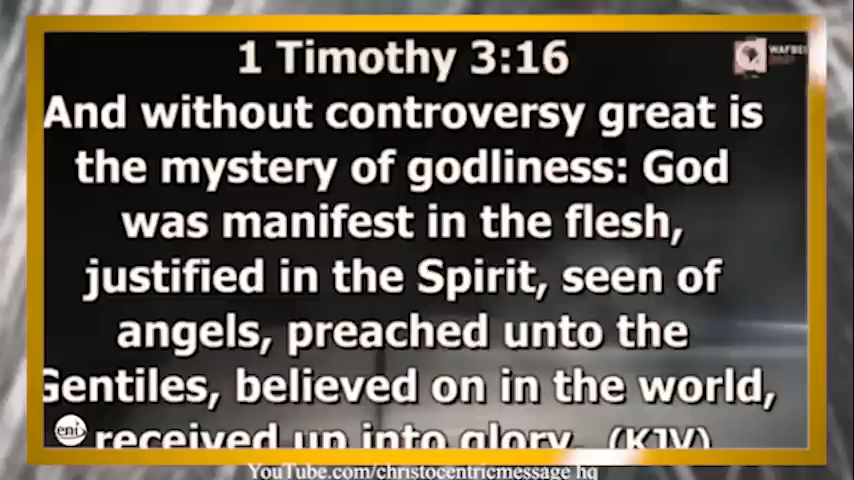 1 Timothy 3:16
And without controversy great is
the mystery of godliness: God
was manifest in the flesh,
justified in the Spirit, seen of
angels, preached unto the
Gentiles, believed on in the world,
received up into glory. (KJV)
eni
YouTube.com/christocentricmessage hq